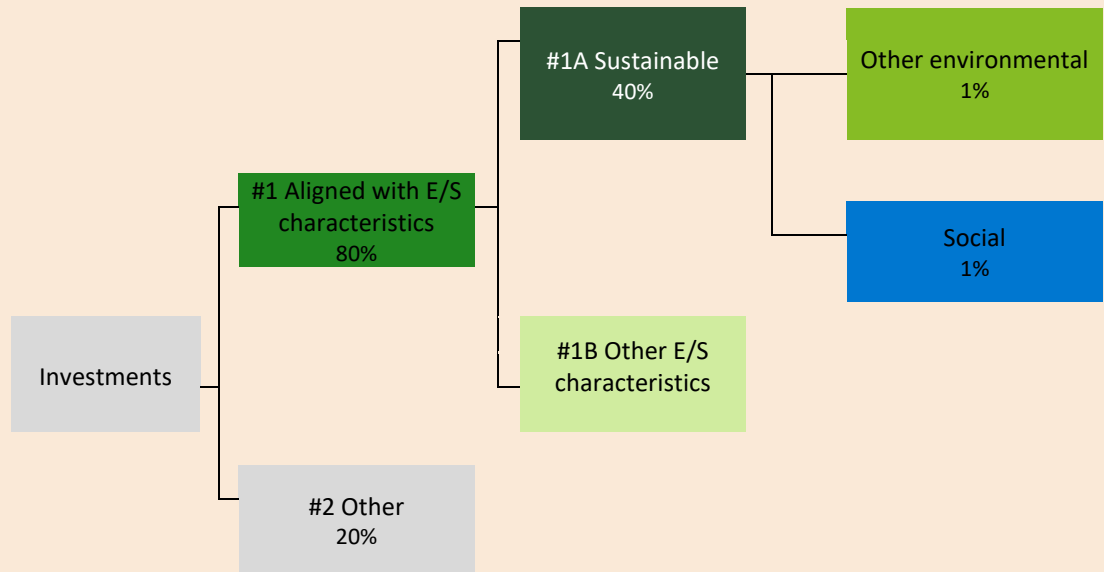 #1A Sustainable
40%
Other environmental
1%
#1 Aligned with E/S
characteristics
80%
Social
1%
Investments
#1B Other E/S
characteristics
#2 Other
20%